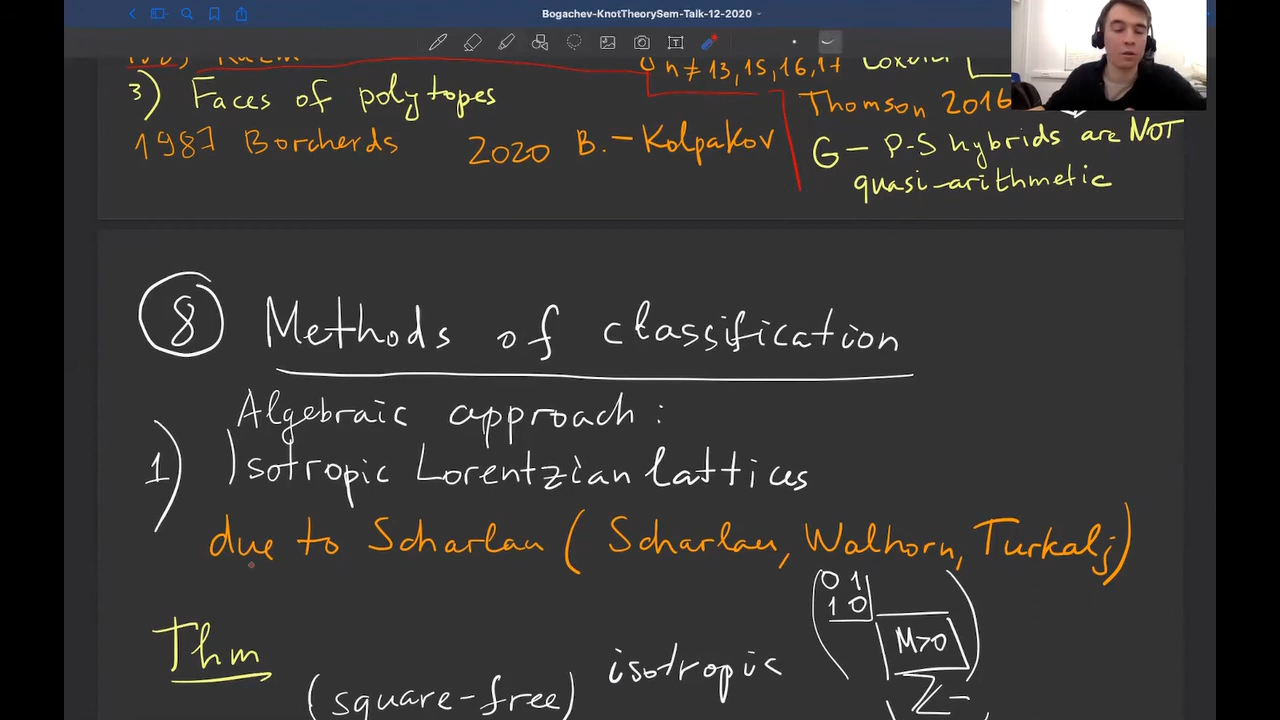 Bogachev-KnotTheorySem-Talk-12-2020
n ≠ 13, 15, 16, 17
3) Faces of polytopes
Thomson 2016
1987 Borcherds 2020 B. – Kolpakov
G – P-S hybrids are NOT
quasi-arithmetic
8 Methods of classification
Algebraic approach:
1) Isotropic Lorentzian lattices
due to Scharlau ( Scharlau, Walhorn, Turkalj )
0 1
1 0
M>0
Thm
(square-free) isotropic